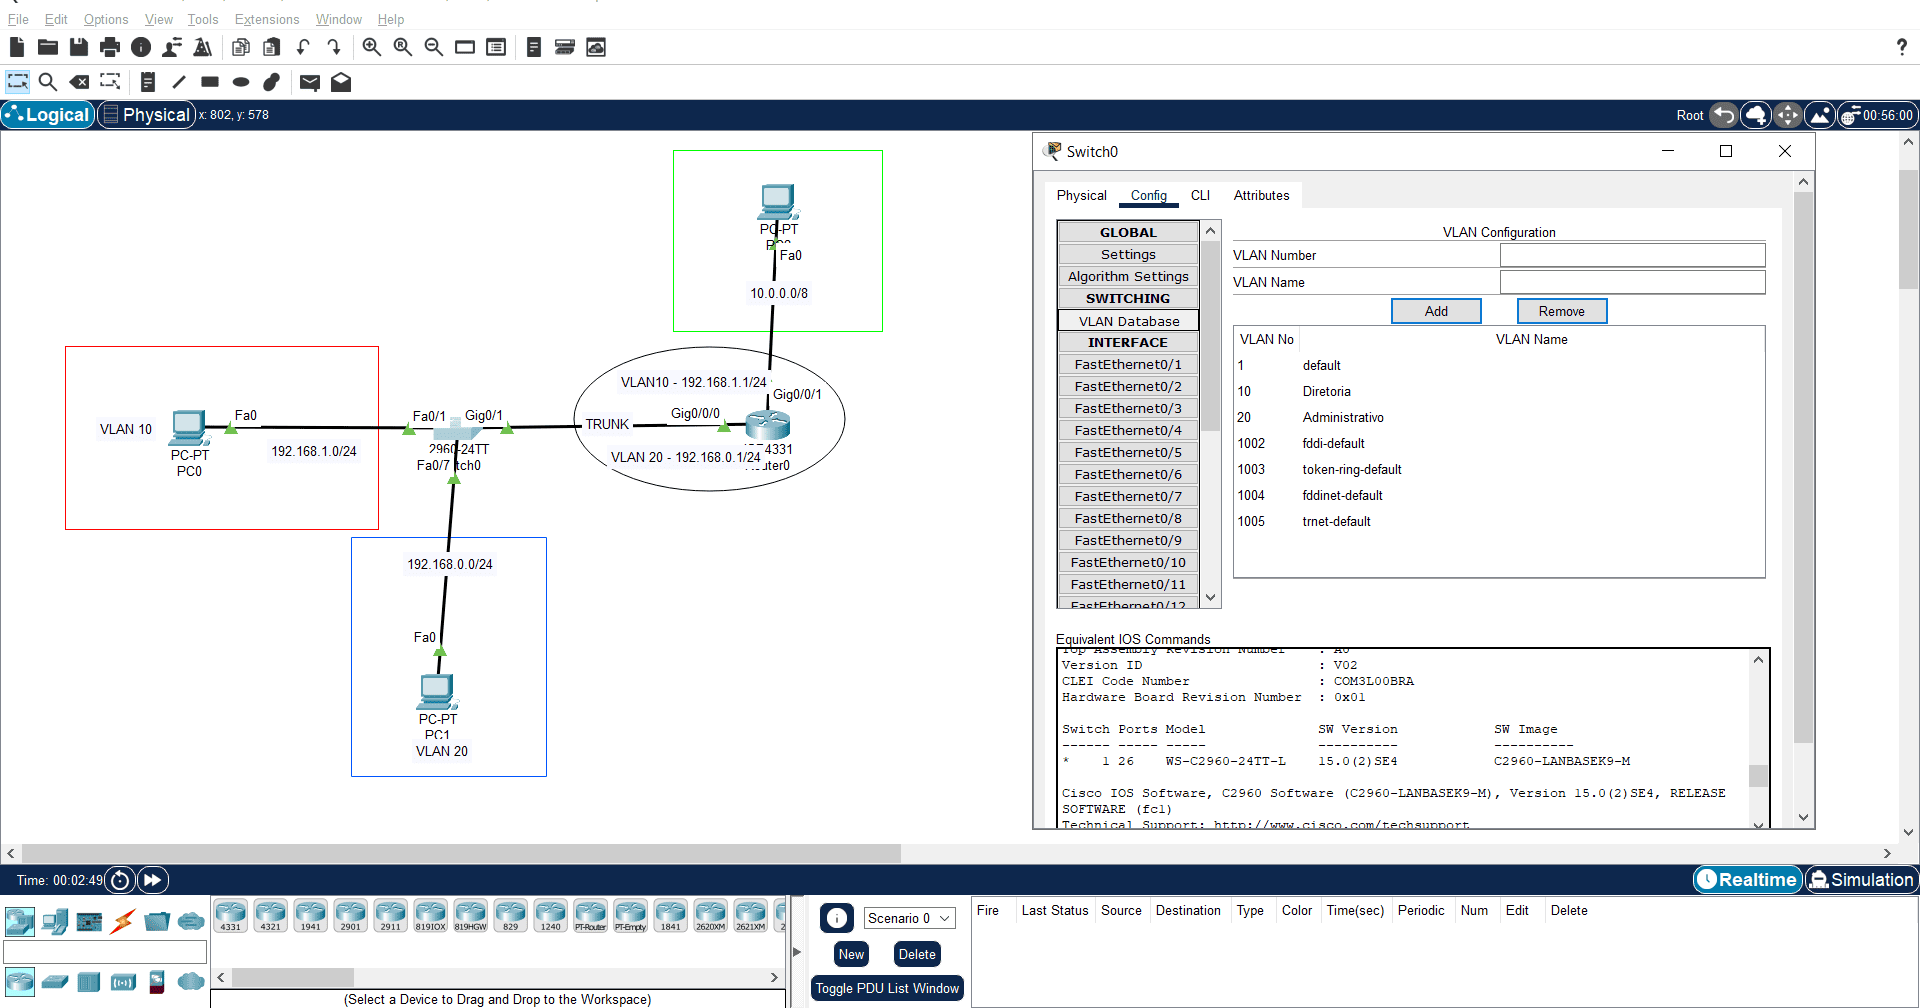 File Edit Options View Tools Extensions Window Help
?
Logical Physical x: 802, y: 578
Root 00:56:00
PC-PT
Fa0
10.0.0.0/8
VLAN10 - 192.168.1.1/24
Gig0/0/1
Fa0/1 Gig0/1
TRUNK
Gig0/0/0
VLAN 10
Fa0
PC-PT
PC0
192.168.1.0/24
2960-24TT
Fa0/7 tch0
4331
VLAN 20 - 192.168.0.1/24
uter0
192.168.0.0/24
Fa0
PC-PT
PC1
VLAN 20
Switch0
Physical Config CLI Attributes
GLOBAL
Settings
Algorithm Settings
SWITCHING
VLAN Database
INTERFACE
FastEthernet0/1
FastEthernet0/2
FastEthernet0/3
FastEthernet0/4
FastEthernet0/5
FastEthernet0/6
FastEthernet0/7
FastEthernet0/8
FastEthernet0/9
FastEthernet0/10
FastEthernet0/11
FastEthernet0/12
VLAN Configuration
VLAN Number
VLAN Name
Add Remove
VLAN No VLAN Name
1 default
10 Diretoria
20 Administrativo
1002 fddi-default
1003 token-ring-default
1004 fddinet-default
1005 trnet-default
Equivalent IOS Commands
Top Assembly Revision Number : A0
Version ID : V02
CLEI Code Number : COM3L00BRA
Hardware Board Revision Number : 0x01
Switch Ports Model SW Version SW Image
------ ----- ----- ---------- ----------
* 1 26 WS-C2960-24TT-L 15.0(2)SE4 C2960-LANBASEK9-M
Cisco IOS Software, C2960 Software (C2960-LANBASEK9-M), Version 15.0(2)SE4, RELEASE
SOFTWARE (fc1)
Technical Support: http://www.cisco.com/techsupport
Time: 00:02:49
Realtime Simulation
4331 4321 1941 2901 2911 819IOX 819HGW 829 1240 PT-Router PT-Empty 1841 2620XM 2621XM 2
(Select a Device to Drag and Drop to the Workspace)
Scenario 0
New Delete
Toggle PDU List Window
Fire Last Status Source Destination Type Color Time(sec) Periodic Num Edit Delete